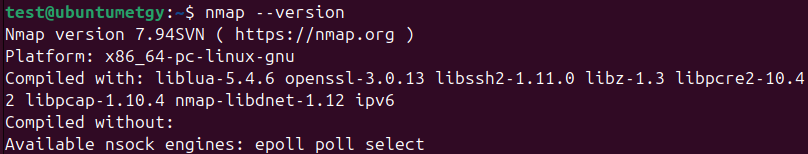 test@ubuntumetgy:~$ nmap --version
Nmap version 7.94SVN ( https://nmap.org )
Platform: x86_64-pc-linux-gnu
Compiled with: liblua-5.4.6 openssl-3.0.13 libssh2-1.11.0 libz-1.3 libpcre2-10.4
2 libpcap-1.10.4 nmap-libdnet-1.12 ipv6
Compiled without:
Available nsock engines: epoll poll select